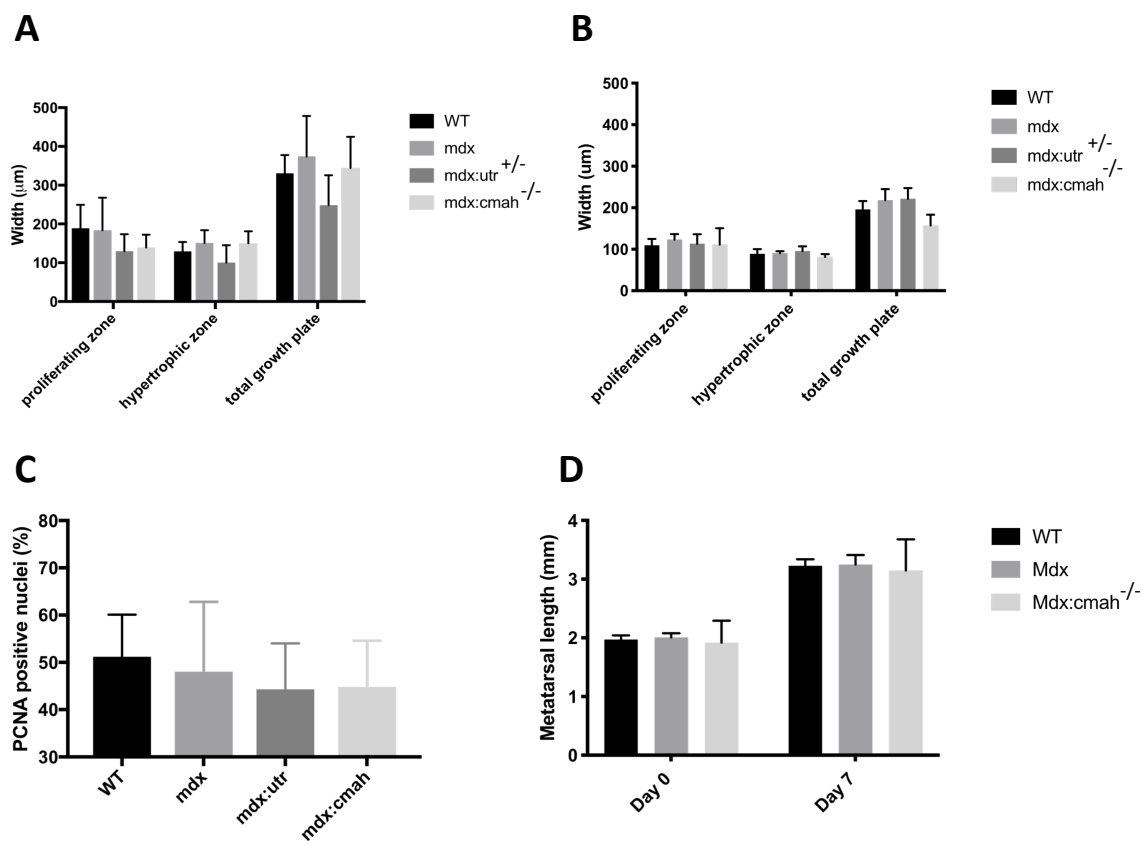 A
Width (μm)
500
400
300
200
100
0
proliferating zone
hypertrophic zone
total growth plate
WT
mdx
mdx:utr+/-
mdx:cmah-/-
B
Width (um)
500
400
300
200
100
0
proliferating zone
hypertrophic zone
total growth plate
WT
mdx
mdx:utr+/-
mdx:cmah-/-
C
PCNA positive nuclei (%)
80
70
60
50
40
30
WT
mdx
mdx:utr
mdx:cmah
D
Metatarsal length (mm)
4
3
2
1
0
Day 0
Day 7
WT
Mdx
Mdx:cmah-/-